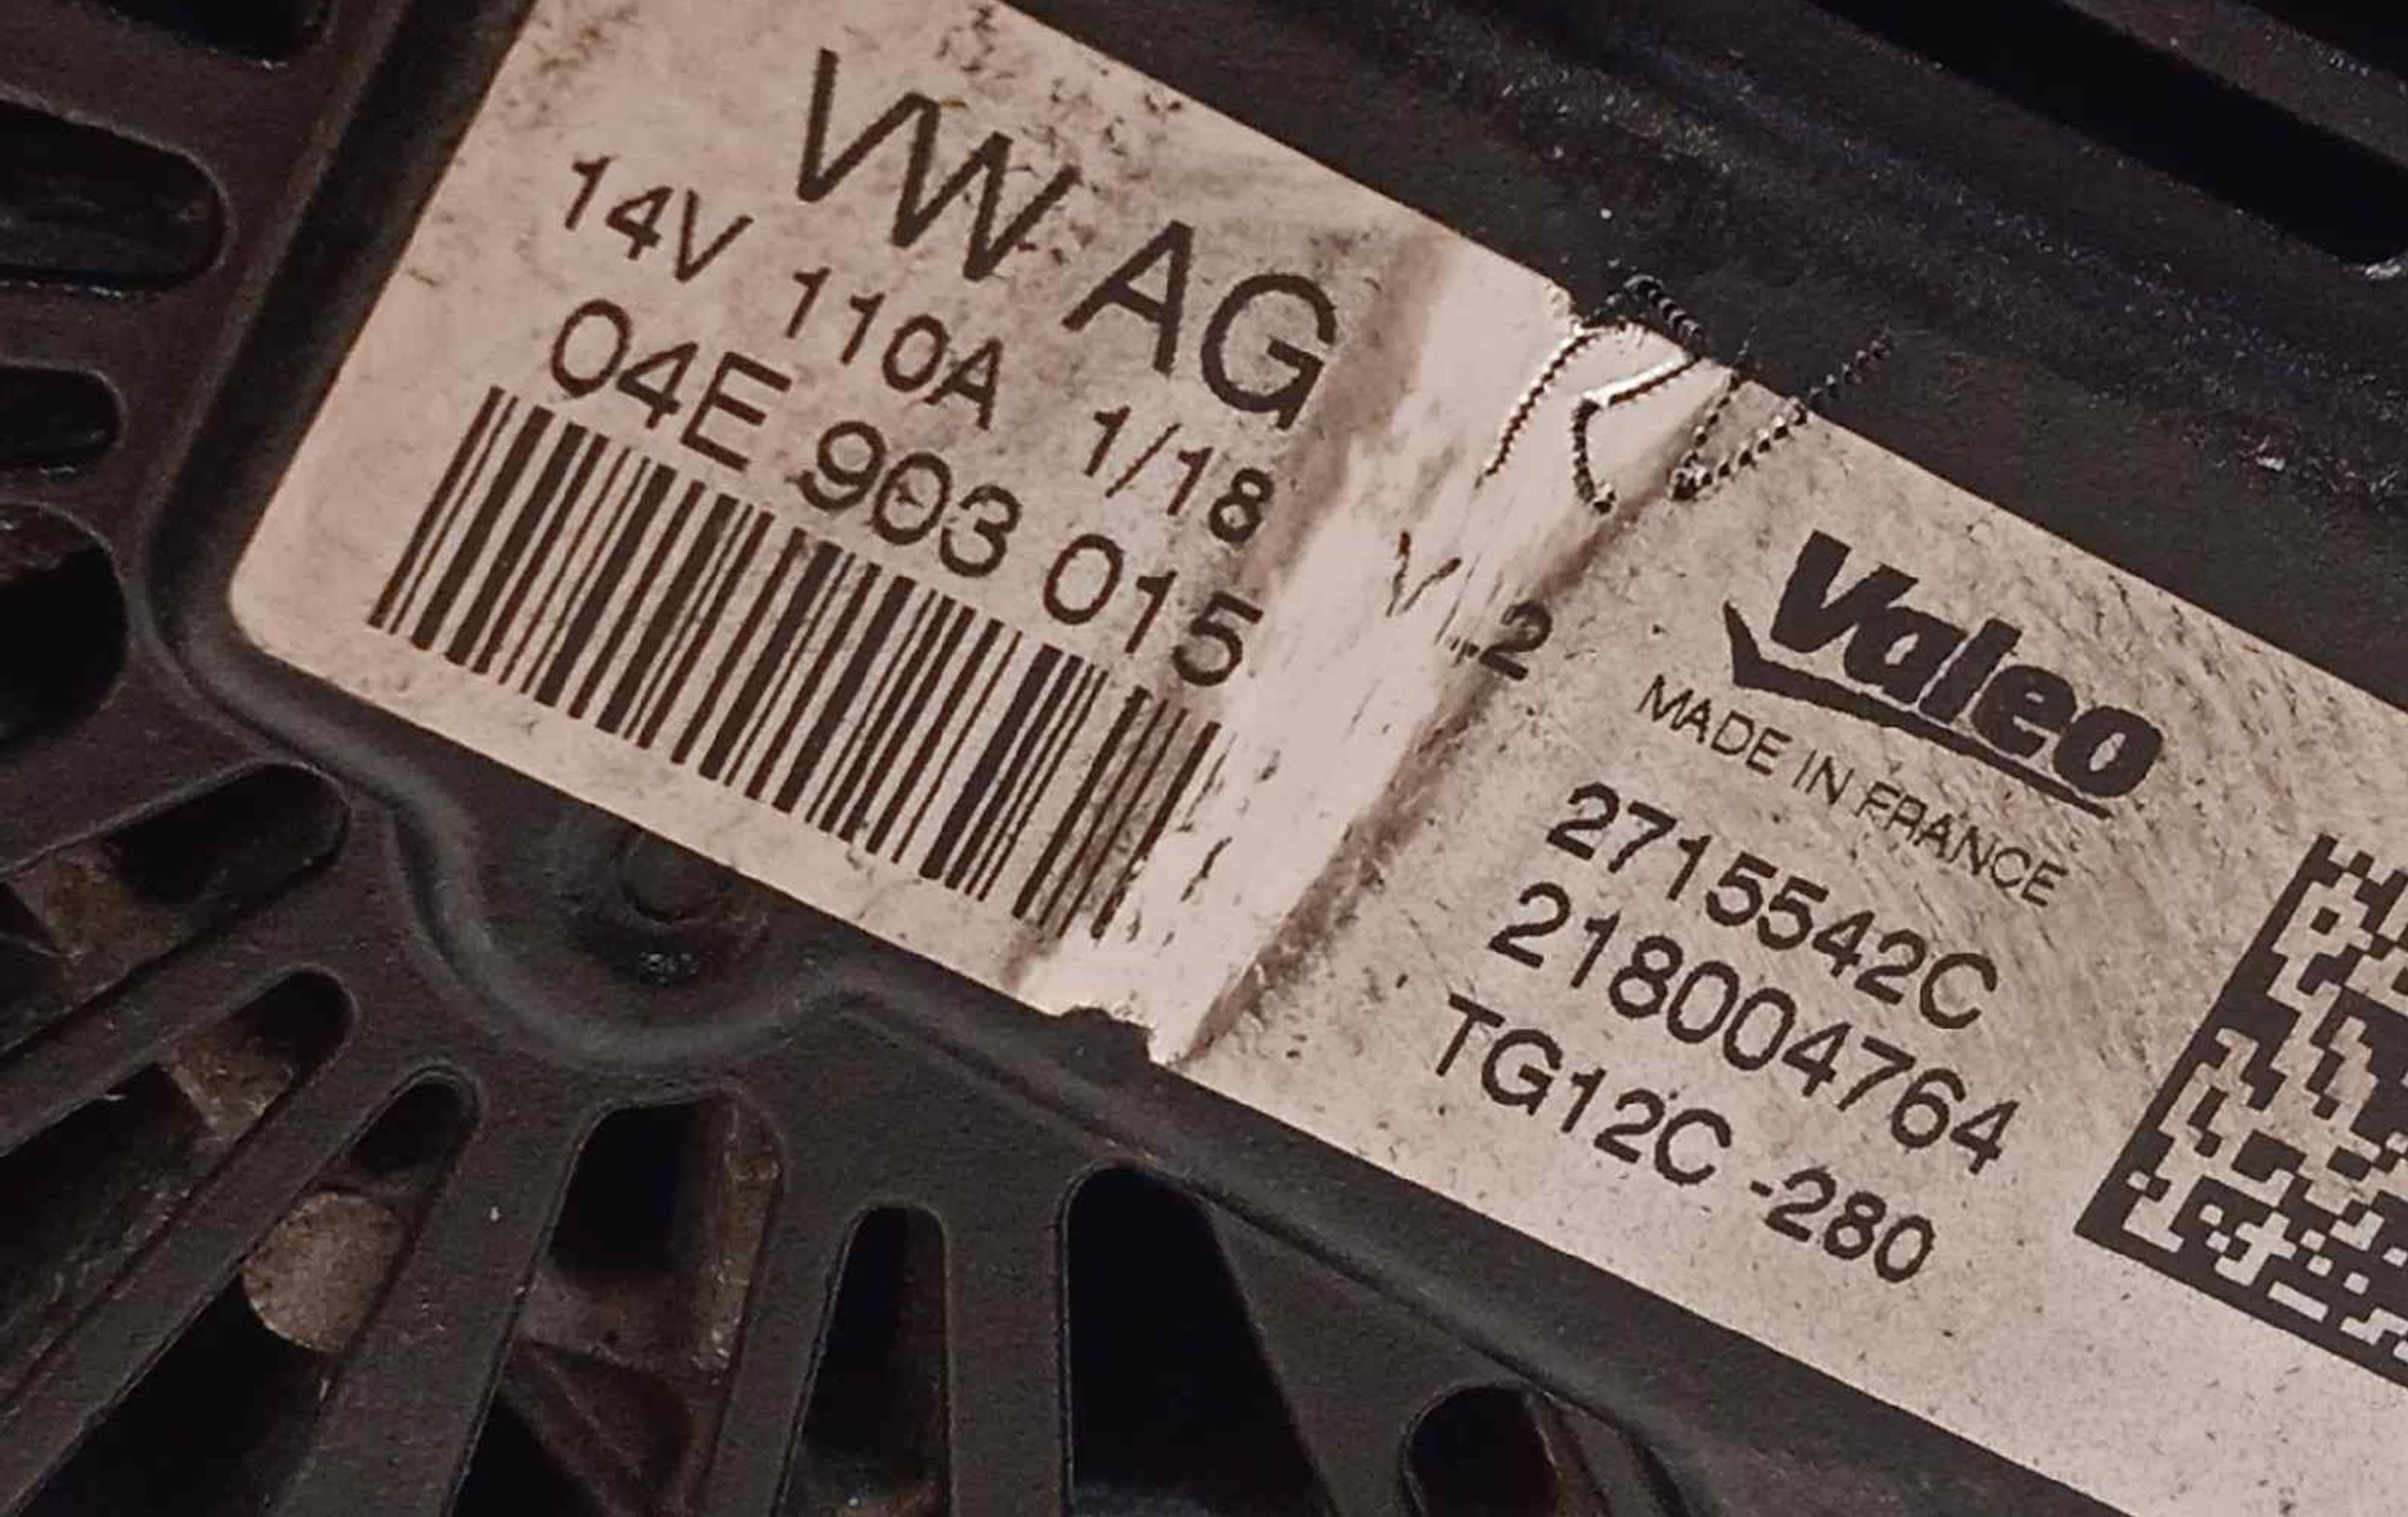 VW AG
14V 110A 1/18
04E 903 015
Valeo
MADE IN FRANCE
2715542C
218004764
TG12C -280